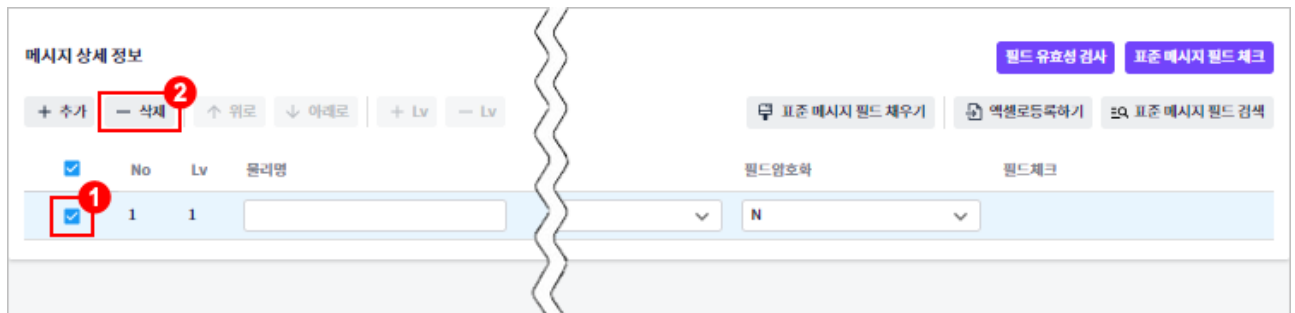 메시지 상세 정보
필드 유효성 검사 표준 메시지 필드 체크
+ 추가 − 삭제 2 ↑ 위로 ↓ 아래로 + Lv − Lv 표준 메시지 필드 채우기 엑셀로등록하기 표준 메시지 필드 검색
No Lv 물리명 필드암호화 필드체크
1 1 1 N